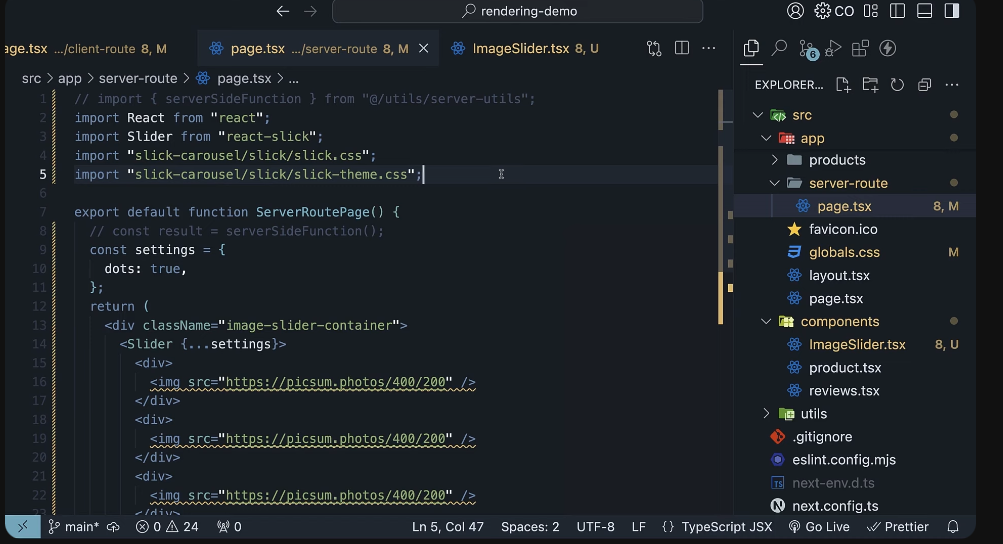 rendering-demo
CO
age.tsx .../client-route 8, M
page.tsx .../server-route 8, M
ImageSlider.tsx 8, U
6
src > app > server-route > page.tsx > ...
EXPLORER...
1 // import { serverSideFunction } from "@/utils/server-utils";
2 import React from "react";
3 import Slider from "react-slick";
4 import "slick-carousel/slick/slick.css";
5 import "slick-carousel/slick/slick-theme.css";
6
7 export default function ServerRoutePage() {
8 // const result = serverSideFunction();
9 const settings = {
10 dots: true,
11 };
12 return (
13 <div className="image-slider-container">
14 <Slider {...settings}>
15 <div>
16 <img src="https://picsum.photos/400/200" />
17 </div>
18 <div>
19 <img src="https://picsum.photos/400/200" />
20 </div>
21 <div>
22 <img src="https://picsum.photos/400/200" />
23 </div>
src
app
products
server-route
page.tsx 8, M
favicon.ico
globals.css M
layout.tsx
page.tsx
components
ImageSlider.tsx 8, U
product.tsx
reviews.tsx
utils
.gitignore
eslint.config.mjs
TS next-env.d.ts
N next.config.ts
main* 0 24 0 Ln 5, Col 47 Spaces: 2 UTF-8 LF {} TypeScript JSX Go Live Prettier